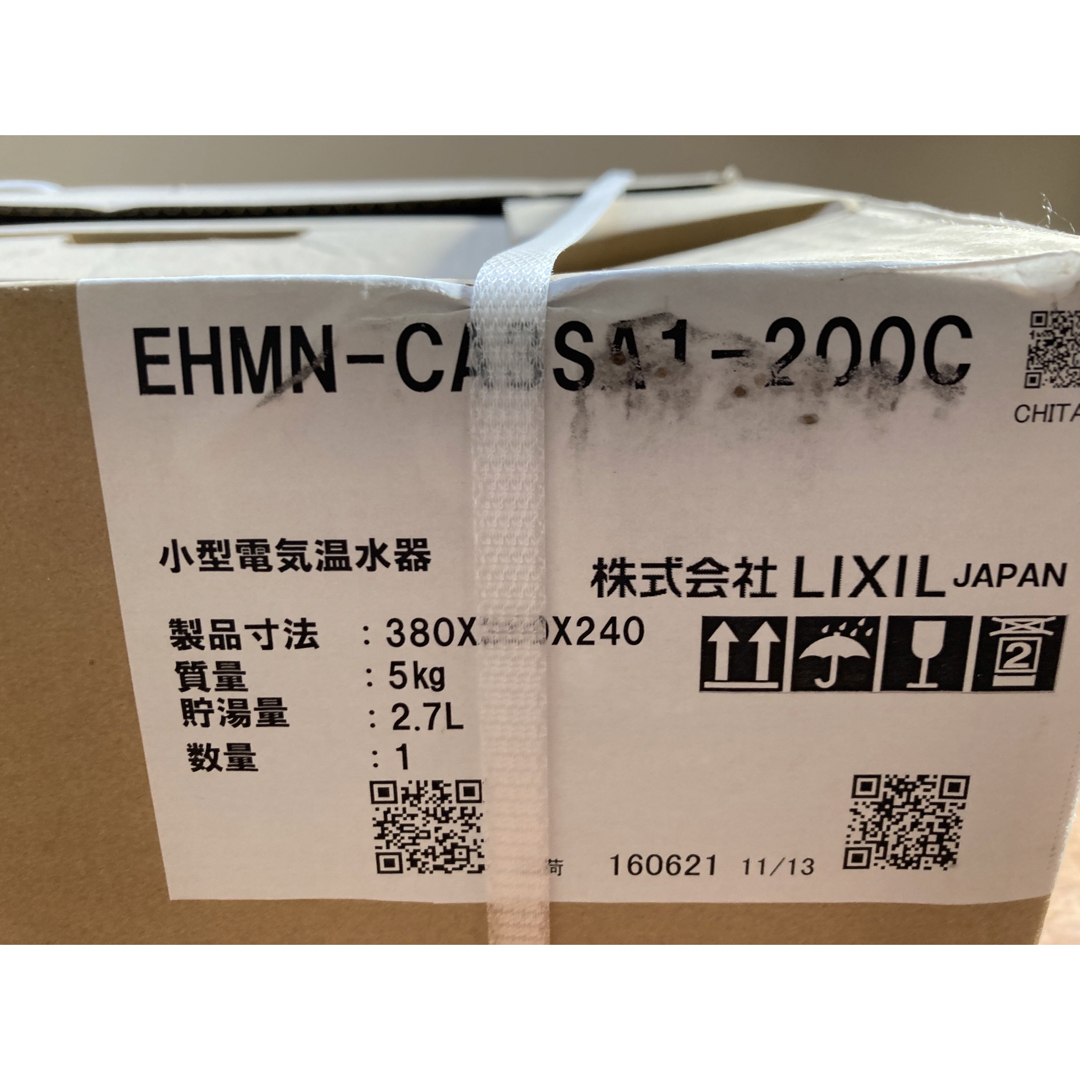 EHMN-CA SA1-200C
CHITA
小型電気温水器
株式会社 LIXIL JAPAN
製品寸法 : X240
質量 : 5kg
貯湯量 : 2.7L
数量 : 1
2
荷 160621 11/13